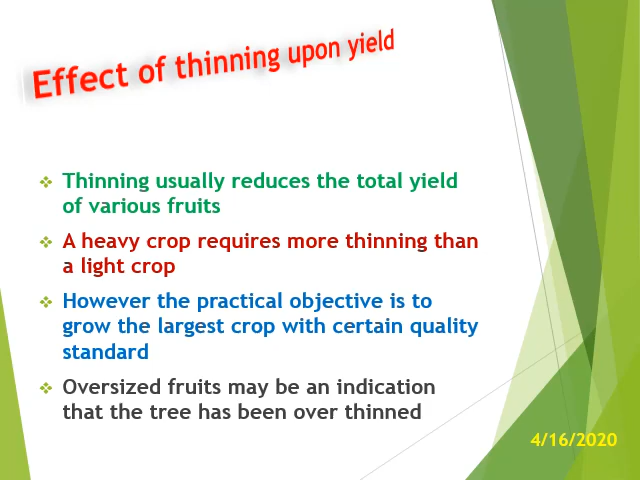 Effect of thinning upon yield
❖ Thinning usually reduces the total yield
of various fruits
❖ A heavy crop requires more thinning than
a light crop
❖ However the practical objective is to
grow the largest crop with certain quality
standard
❖ Oversized fruits may be an indication
that the tree has been over thinned
4/16/2020